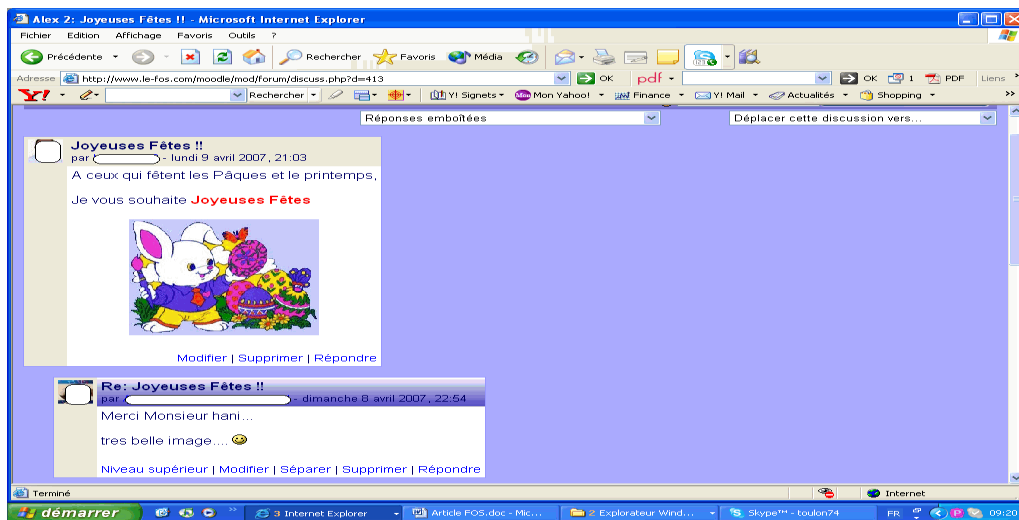 Alex 2: Joyeuses Fêtes !! - Microsoft Internet Explorer
Fichier Edition Affichage Favoris Outils ?
Précédente Rechercher Favoris Média
Adresse http://www.le-fos.com/moodle/mod/forum/discuss.php?d=413 OK pdf OK 1 PDF Liens »
Y! Rechercher Y! Signets Mon Yahoo! Finance Y! Mail Actualités Shopping »
Réponses emboîtées Déplacer cette discussion vers...
Joyeuses Fêtes !!
par - lundi 9 avril 2007, 21:03
A ceux qui fêtent les Pâques et le printemps,
Je vous souhaite Joyeuses Fêtes
Modifier | Supprimer | Répondre
Re: Joyeuses Fêtes !!
par - dimanche 8 avril 2007, 22:54
Merci Monsieur hani...
tres belle image....
Niveau supérieur | Modifier | Séparer | Supprimer | Répondre
Terminé Internet
démarrer » 3 Internet Explorer Article FOS.doc - Mic... 2 Explorateur Wind... Skype™ - toulon74 FR 09:20